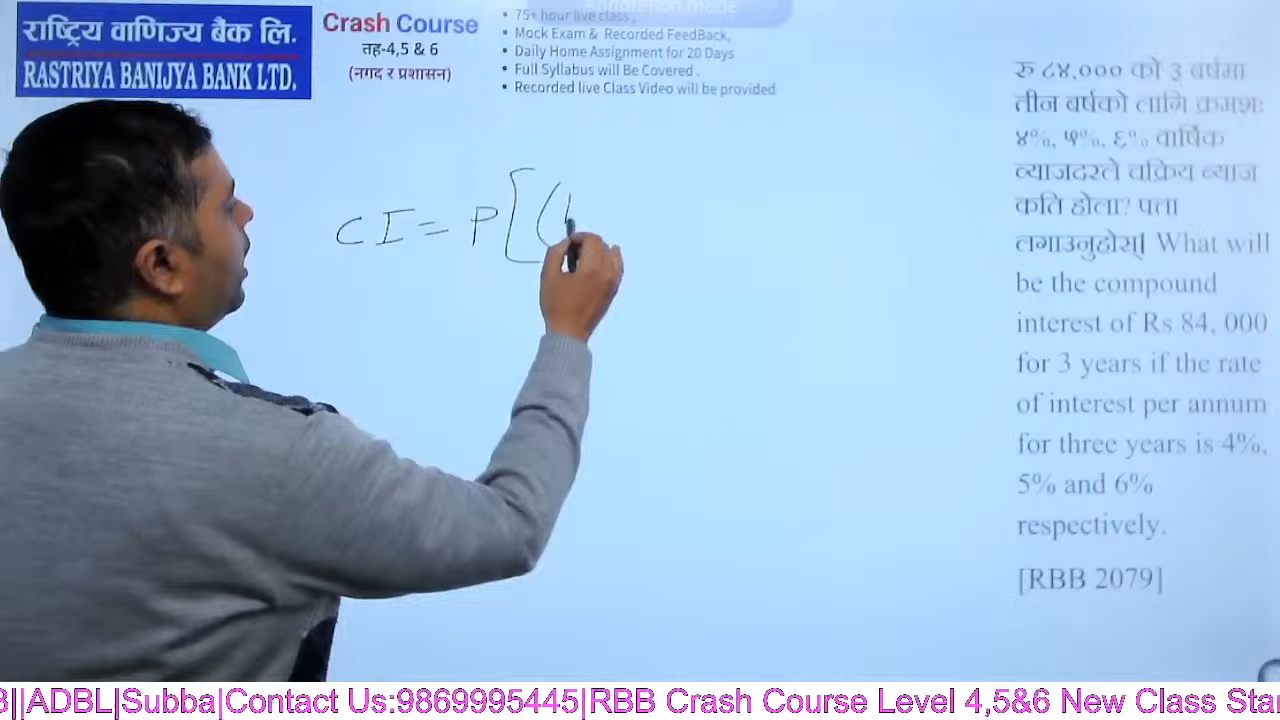 राष्ट्रिय वाणिज्य बैंक लि.
RASTRIYA BANIJYA BANK LTD.
Crash Course
तह-4,5 & 6
(नगद र प्रशासन)
• 75+ hour live class ,
• Mock Exam & Recorded FeedBack,
• Daily Home Assignment for 20 Days
• Full Syllabus will Be Covered .
• Recorded live Class Video will be provided
Annotation mode
रु ८४,००० को ३ वर्षमा
तीन बर्षको लागि क्रमशः
४%, ५%, ६% वार्षिक
व्याजदरले चक्रिय ब्याज
कति होला? पता
लगाउनुहोस्| What will
be the compound
interest of Rs 84, 000
for 3 years if the rate
of interest per annum
for three years is 4%,
5% and 6%
respectively.
[RBB 2079]
CI = P[(1
8||ADBL|Subba|Contact Us:9869995445|RBB Crash Course Level 4,5&6 New Class Star